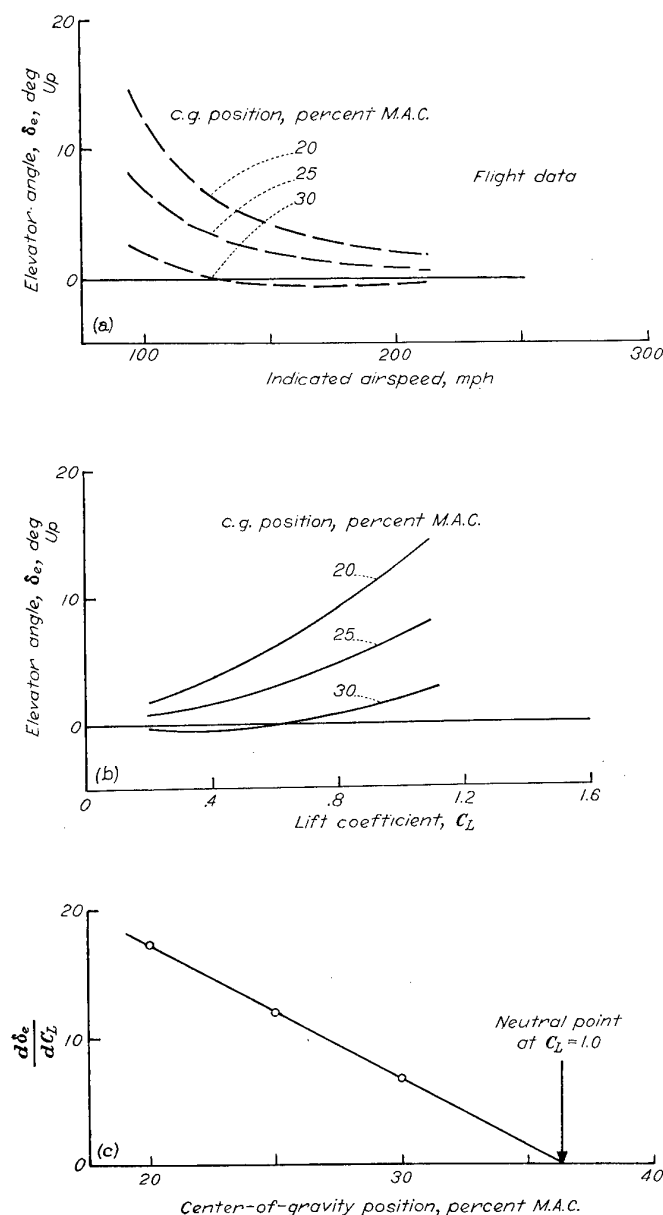 20
10
0
Elevator angle, δe, deg
Up
c.g. position, percent M.A.C.
20
25
30
Flight data
(a)
100
200
300
Indicated airspeed, mph
20
10
0
Elevator angle, δe, deg
Up
c.g. position, percent M.A.C.
20
25
30
(b)
0
.4
.8
1.2
1.6
Lift coefficient, CL
20
10
0
dδe
dCL
Neutral point
at CL=1.0
(c)
20
30
40
Center-of-gravity position, percent M.A.C.